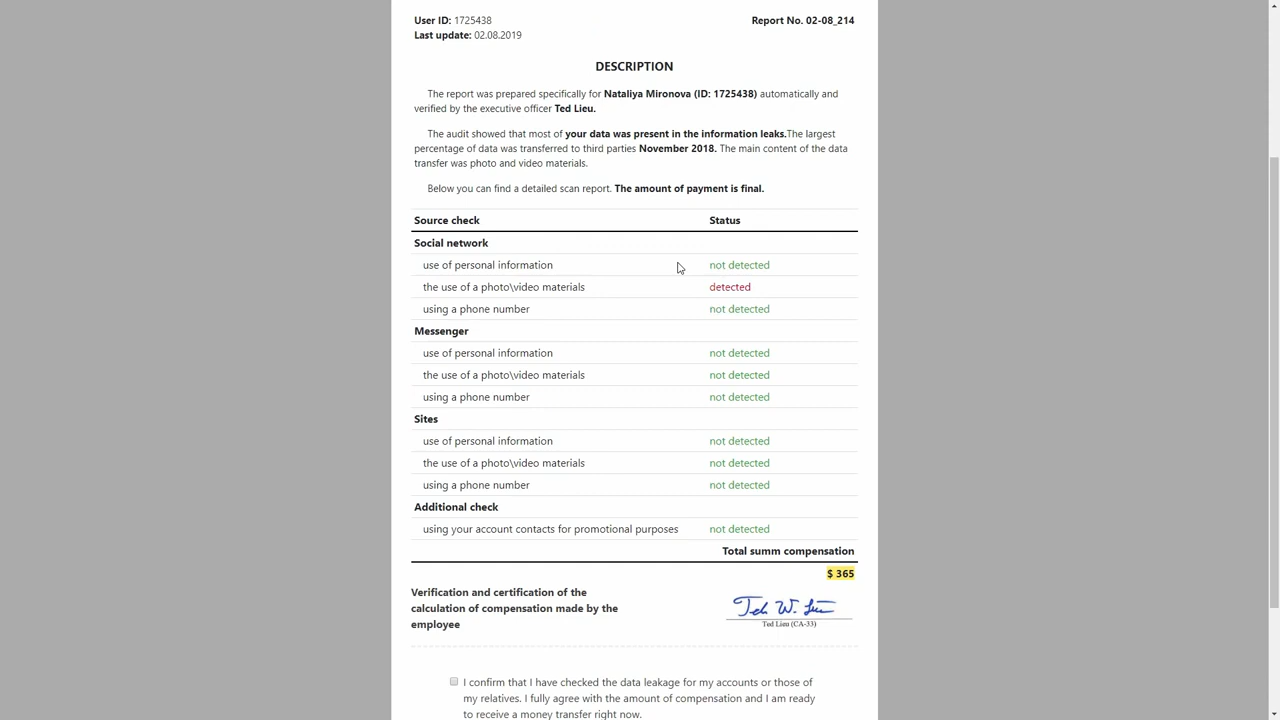 User ID: 1725438
Report No. 02-08_214
Last update: 02.08.2019
DESCRIPTION
The report was prepared specifically for Nataliya Mironova (ID: 1725438) automatically and
verified by the executive officer Ted Lieu.
The audit showed that most of your data was present in the information leaks.The largest
percentage of data was transferred to third parties November 2018. The main content of the data
transfer was photo and video materials.
Below you can find a detailed scan report. The amount of payment is final.
Source check Status
Social network
use of personal information not detected
the use of a photo\video materials detected
using a phone number not detected
Messenger
use of personal information not detected
the use of a photo\video materials not detected
using a phone number not detected
Sites
use of personal information not detected
the use of a photo\video materials not detected
using a phone number not detected
Additional check
using your account contacts for promotional purposes not detected
Total summ compensation
$ 365
Verification and certification of the
calculation of compensation made by the
employee
Ted W. Lieu
Ted Lieu (CA-33)
I confirm that I have checked the data leakage for my accounts or those of
my relatives. I fully agree with the amount of compensation and I am ready
to receive a money transfer right now.